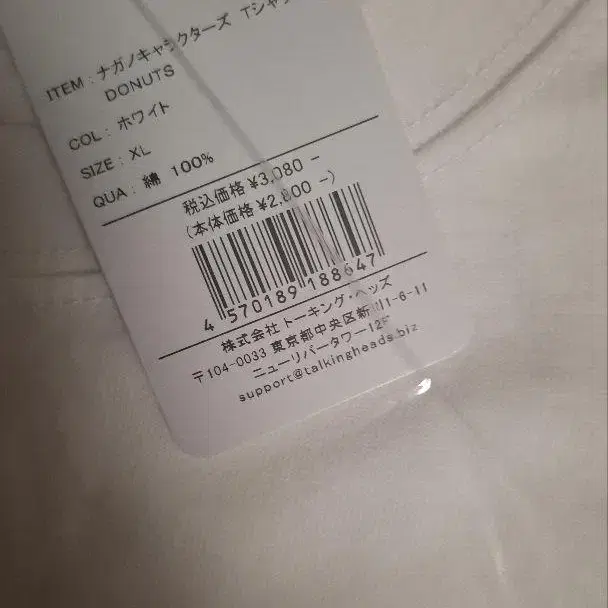 ITEM : ナガノキャラクターズ Tシャツ
DONUTS
COL : ホワイト
SIZE : XL
QUA : 綿 100%
税込価格 ¥3,080 −
(本体価格 ¥2,800 −)
4 570189 188647
株式会社 トーキング・ヘッズ
〒104-0033 東京都中央区新川1-6-11
ニューリバータワー12F
support@talkingheads.biz